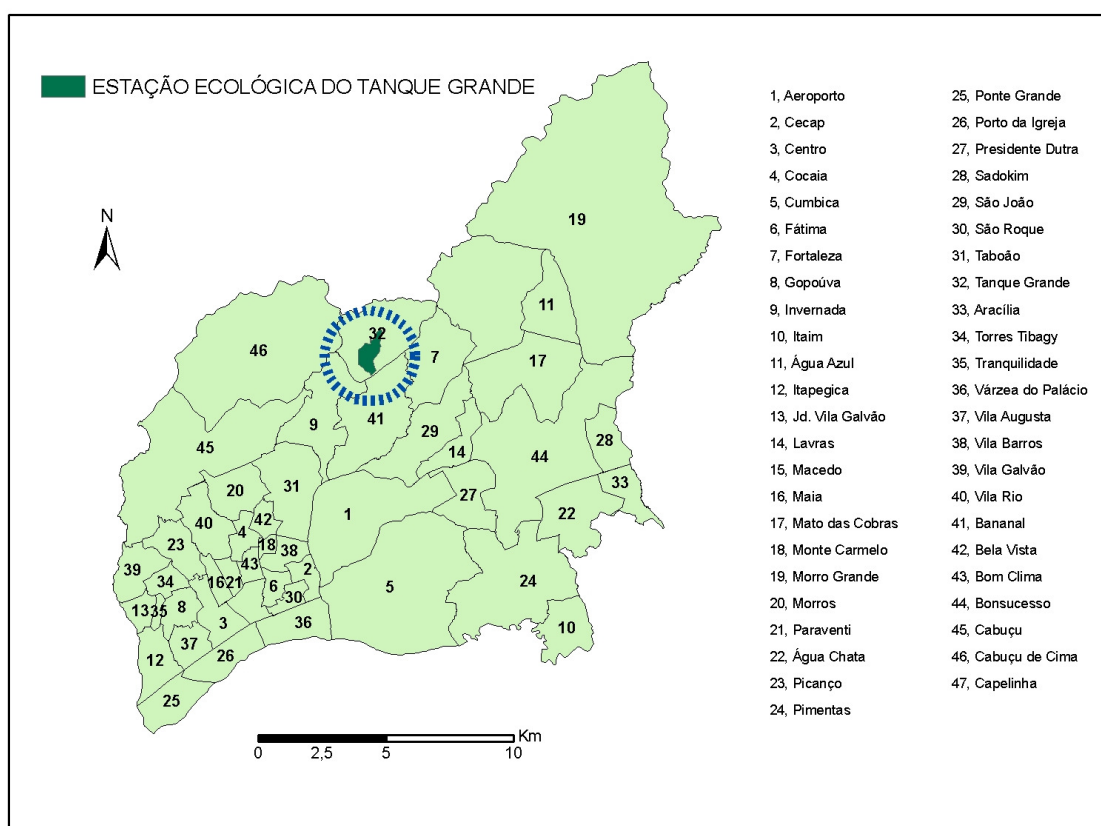 ESTAÇÃO ECOLÓGICA DO TANQUE GRANDE
N
19
11
32
46
7
17
9
41
45
29
14
44
28
20
31
27
33
1
22
40
42
4
23
18
38
43
2
39
34
16
21
6
5
24
30
13
35
8
3
36
10
37
12
26
25
Km
0 2,5 5 10
1, Aeroporto
2, Cecap
3, Centro
4, Cocaia
5, Cumbica
6, Fátima
7, Fortaleza
8, Gopoúva
9, Invernada
10, Itaim
11, Água Azul
12, Itapegica
13, Jd. Vila Galvão
14, Lavras
15, Macedo
16, Maia
17, Mato das Cobras
18, Monte Carmelo
19, Morro Grande
20, Morros
21, Paraventi
22, Água Chata
23, Picanço
24, Pimentas
25, Ponte Grande
26, Porto da Igreja
27, Presidente Dutra
28, Sadokim
29, São João
30, São Roque
31, Taboão
32, Tanque Grande
33, Aracília
34, Torres Tibagy
35, Tranquilidade
36, Várzea do Palácio
37, Vila Augusta
38, Vila Barros
39, Vila Galvão
40, Vila Rio
41, Bananal
42, Bela Vista
43, Bom Clima
44, Bonsucesso
45, Cabuçu
46, Cabuçu de Cima
47, Capelinha